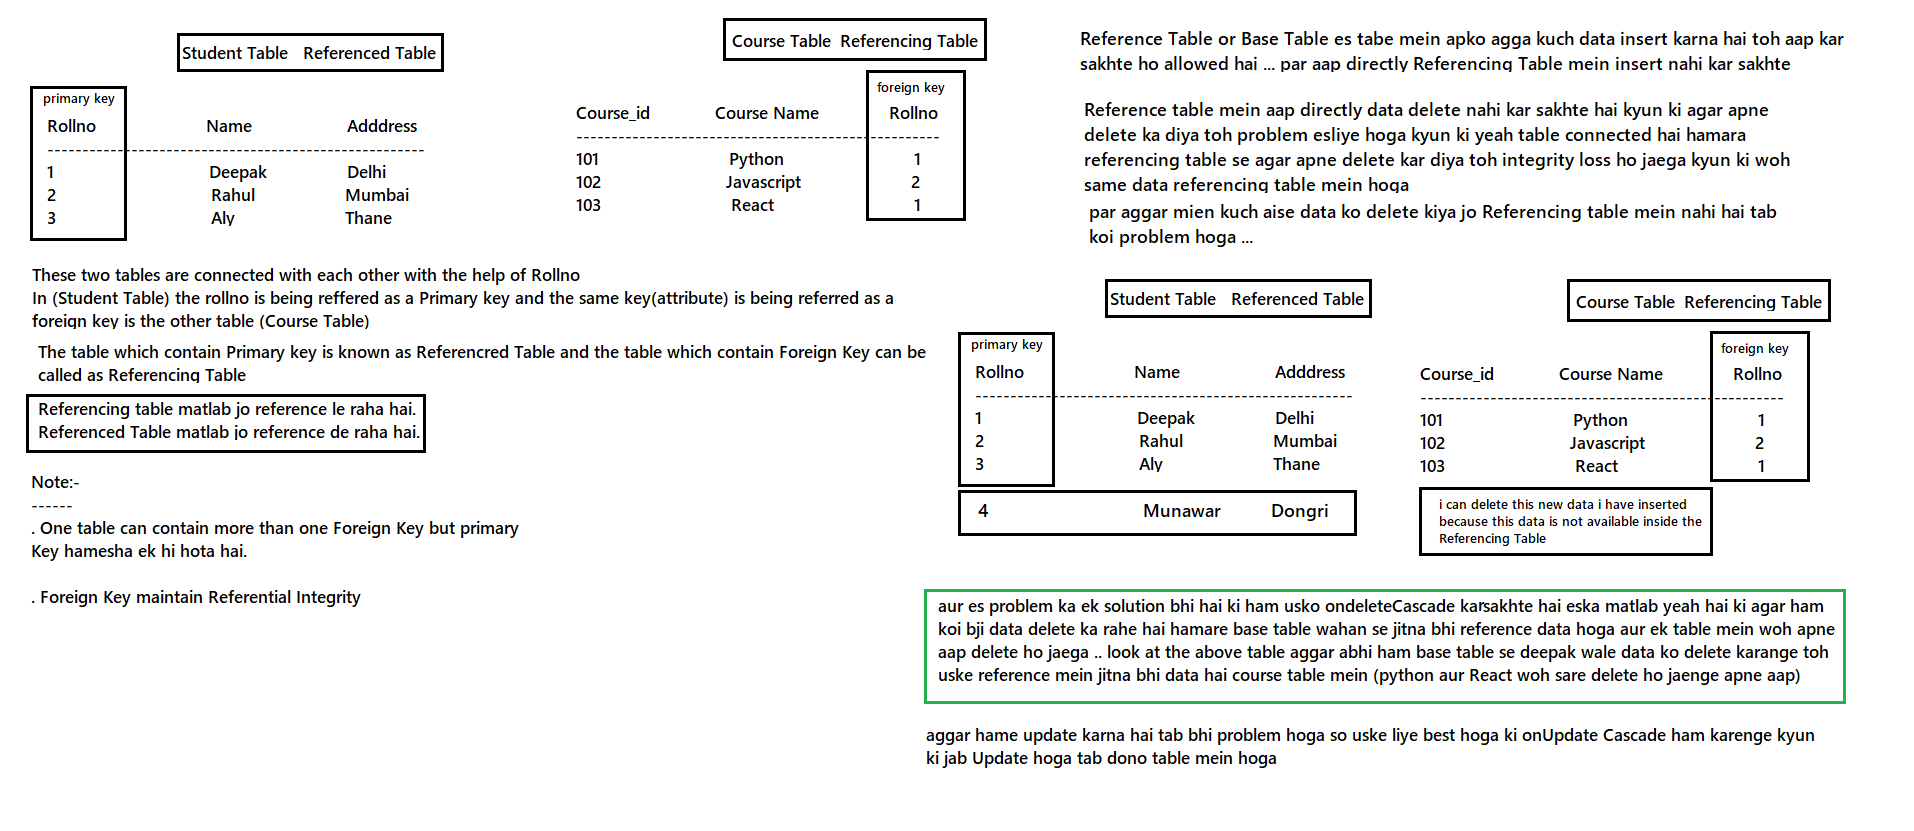 Student Table Referenced Table
Course Table Referencing Table
primary key
Rollno Name Adddress
-----------------------------------------------------
1 Deepak Delhi
2 Rahul Mumbai
3 Aly Thane
foreign key
Course_id Course Name Rollno
----------------------------------------------------
101 Python 1
102 Javascript 2
103 React 1
These two tables are connected with each other with the help of Rollno
In (Student Table) the rollno is being reffered as a Primary key and the same key(attribute) is being referred as a
foreign key is the other table (Course Table)
The table which contain Primary key is known as Referencred Table and the table which contain Foreign Key can be
called as Referencing Table
Referencing table matlab jo reference le raha hai.
Referenced Table matlab jo reference de raha hai.
Note:-
------
. One table can contain more than one Foreign Key but primary
Key hamesha ek hi hota hai.
. Foreign Key maintain Referential Integrity
Reference Table or Base Table es tabe mein apko agga kuch data insert karna hai toh aap kar
sakhte ho allowed hai ... par aap directly Referencing Table mein insert nahi kar sakhte
Reference table mein aap directly data delete nahi kar sakhte hai kyun ki agar apne
delete ka diya toh problem esliye hoga kyun ki yeah table connected hai hamara
referencing table se agar apne delete kar diya toh integrity loss ho jaega kyun ki woh
same data referencing table mein hoga
par aggar mien kuch aise data ko delete kiya jo Referencing table mein nahi hai tab
koi problem hoga ...
Student Table Referenced Table
Course Table Referencing Table
primary key
Rollno Name Adddress
-----------------------------------------------------
1 Deepak Delhi
2 Rahul Mumbai
3 Aly Thane
4 Munawar Dongri
foreign key
Course_id Course Name Rollno
----------------------------------------------------
101 Python 1
102 Javascript 2
103 React 1
i can delete this new data i have inserted
because this data is not available inside the
Referencing Table
aur es problem ka ek solution bhi hai ki ham usko ondeleteCascade karsakhte hai eska matlab yeah hai ki agar ham
koi bji data delete ka rahe hai hamare base table wahan se jitna bhi reference data hoga aur ek table mein woh apne
aap delete ho jaega .. look at the above table aggar abhi ham base table se deepak wale data ko delete karange toh
uske reference mein jitna bhi data hai course table mein (python aur React woh sare delete ho jaenge apne aap)
aggar hame update karna hai tab bhi problem hoga so uske liye best hoga ki onUpdate Cascade ham karenge kyun
ki jab Update hoga tab dono table mein hoga